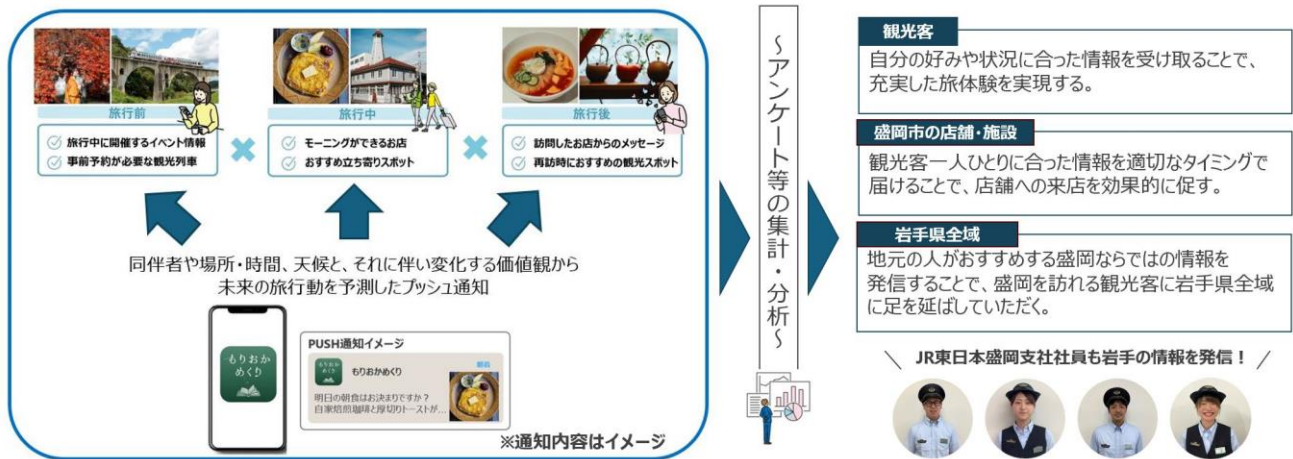 旅行前
旅行中に開催するイベント情報
事前予約が必要な観光列車
旅行中
モーニングができるお店
おすすめ立ち寄りスポット
旅行後
訪問したお店からのメッセージ
再訪時におすすめの観光スポット
同伴者や場所・時間、天候と、それに伴い変化する価値観から
未来の旅行動を予測したプッシュ通知
もりおか
めくり
PUSH通知イメージ
もりおかめくり
明日の朝食はお決まりですか?
自家焙煎珈琲と厚切りトーストが...
※通知内容はイメージ
~アンケート等の集計・分析~
観光客
自分の好みや状況に合った情報を受け取ることで、
充実した旅体験を実現する。
盛岡市の店舗・施設
観光客一人ひとりに合った情報を適切なタイミングで
届けることで、店舗への来店を効果的に促す。
岩手県全域
地元の人がおすすめする盛岡ならではの情報を
発信することで、盛岡を訪れる観光客に岩手県全域
に足を延ばしていただく。
\ JR東日本盛岡支社社員も岩手の情報を発信! /